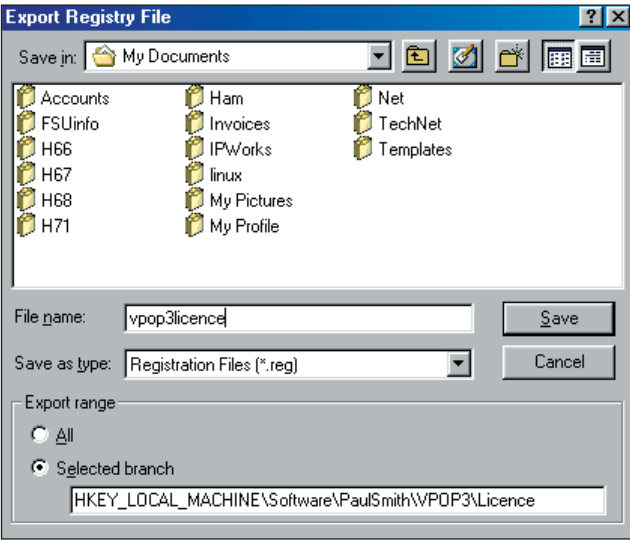 Export Registry File
Save in: My Documents
Accounts Ham Net
FSUinfo Invoices TechNet
H66 IPWorks Templates
H67 linux
H68 My Pictures
H71 My Profile
File name: vpop3licence Save
Save as type: Registration Files (*.reg) Cancel
Export range
All
Selected branch
HKEY_LOCAL_MACHINE\Software\PaulSmith\VPOP3\Licence